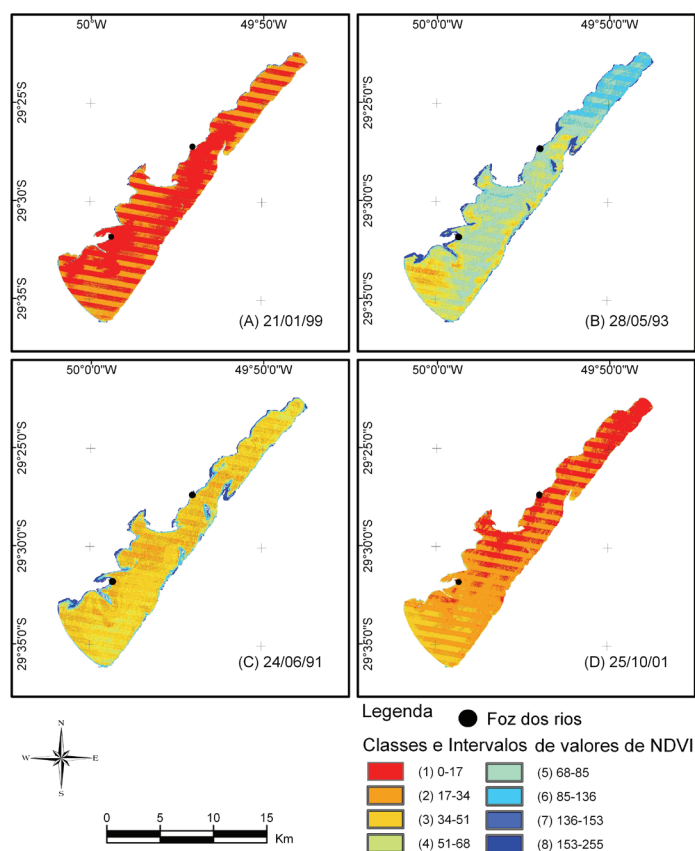 50°W 49°50'W 50°0'0"W 49°50'0"W
29°25"S
29°30"S
29°35"S
29°25'0"S
29°30'0"S
29°35'0"S
(A) 21/01/99
(B) 28/05/93
50°0'0"W 49°50'0"W 50°0'0"W 49°50'0"W
29°25'0"S
29°30'0"S
29°35'0"S
29°25'0"S
29°30'0"S
29°35'0"S
(C) 24/06/91
(D) 25/10/01
N
W E
S
0 5 10 15
Km
Legenda
Foz dos rios
Classes e Intervalos de valores de NDVI
(1) 0-17
(2) 17-34
(3) 34-51
(4) 51-68
(5) 68-85
(6) 85-136
(7) 136-153
(8) 153-255